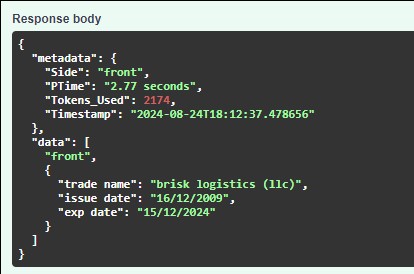 Response body
{
  "metadata": {
    "Side": "front",
    "PTime": "2.77 seconds",
    "Tokens_Used": 2174,
    "Timestamp": "2024-08-24T18:12:37.478656"
  },
  "data": [
    "front",
    {
      "trade name": "brisk logistics (llc)",
      "issue date": "16/12/2009",
      "exp date": "15/12/2024"
    }
  ]
}